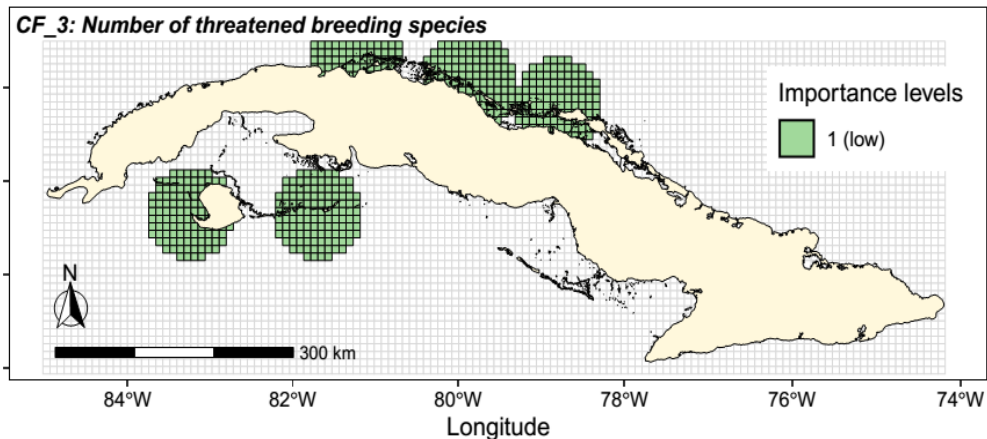 CF_3: Number of threatened breeding species
Importance levels
1 (low)
N
300 km
84°W 82°W 80°W 78°W 76°W 74°W
Longitude